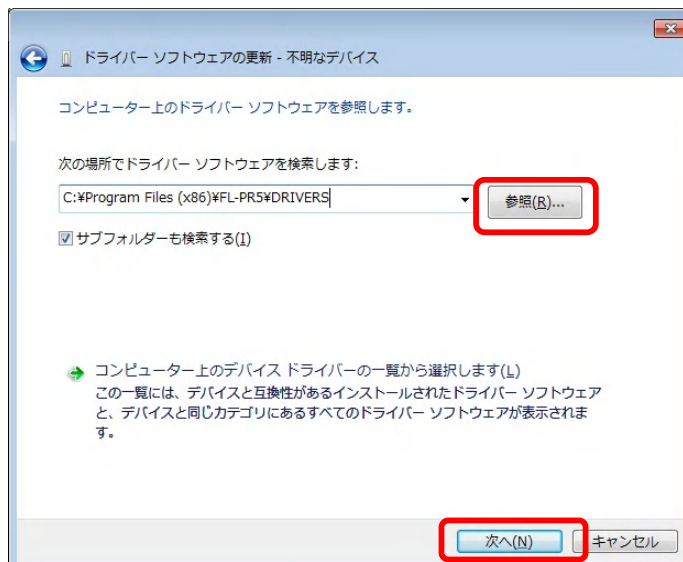 ドライバー ソフトウェアの更新 - 不明なデバイス
コンピューター上のドライバー ソフトウェアを参照します。
次の場所でドライバー ソフトウェアを検索します:
C:¥Program Files (x86)¥FL-PR5¥DRIVERS
参照(R)...
サブフォルダーも検索する(I)
コンピューター上のデバイス ドライバーの一覧から選択します(L)
この一覧には、デバイスと互換性があるインストールされたドライバー ソフトウェア
と、デバイスと同じカテゴリにあるすべてのドライバー ソフトウェアが表示されま
す。
次へ(N)
キャンセル